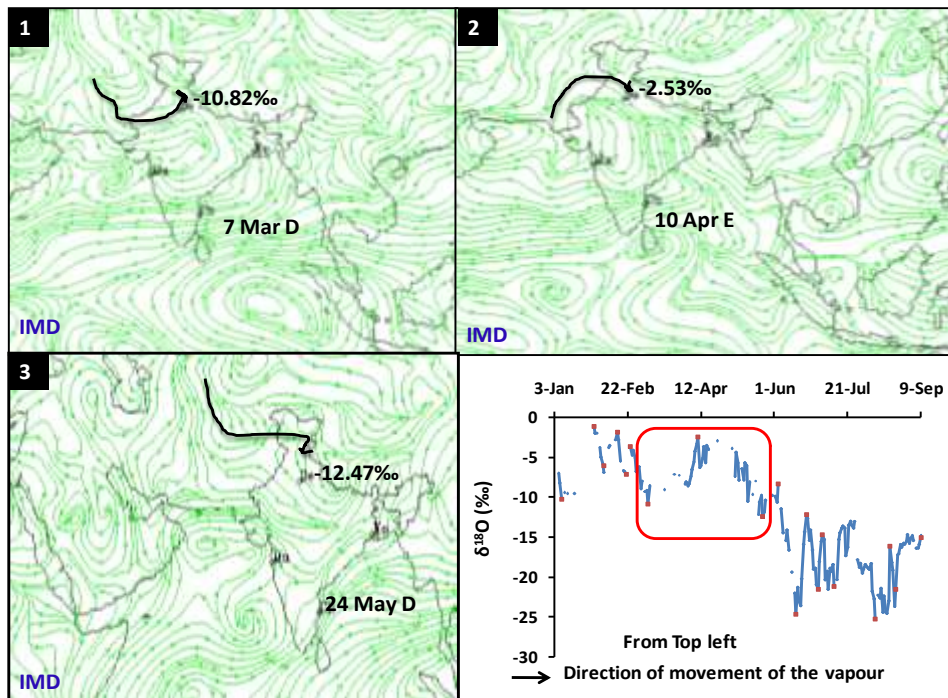 1
-10.82‰
7 Mar D
IMD
2
-2.53‰
10 Apr E
IMD
3
-12.47‰
24 May D
IMD
3-Jan 22-Feb 12-Apr 1-Jun 21-Jul 9-Sep
0
-5
-10
-15
-20
-25
-30
δ18O (‰)
From Top left
Direction of movement of the vapour